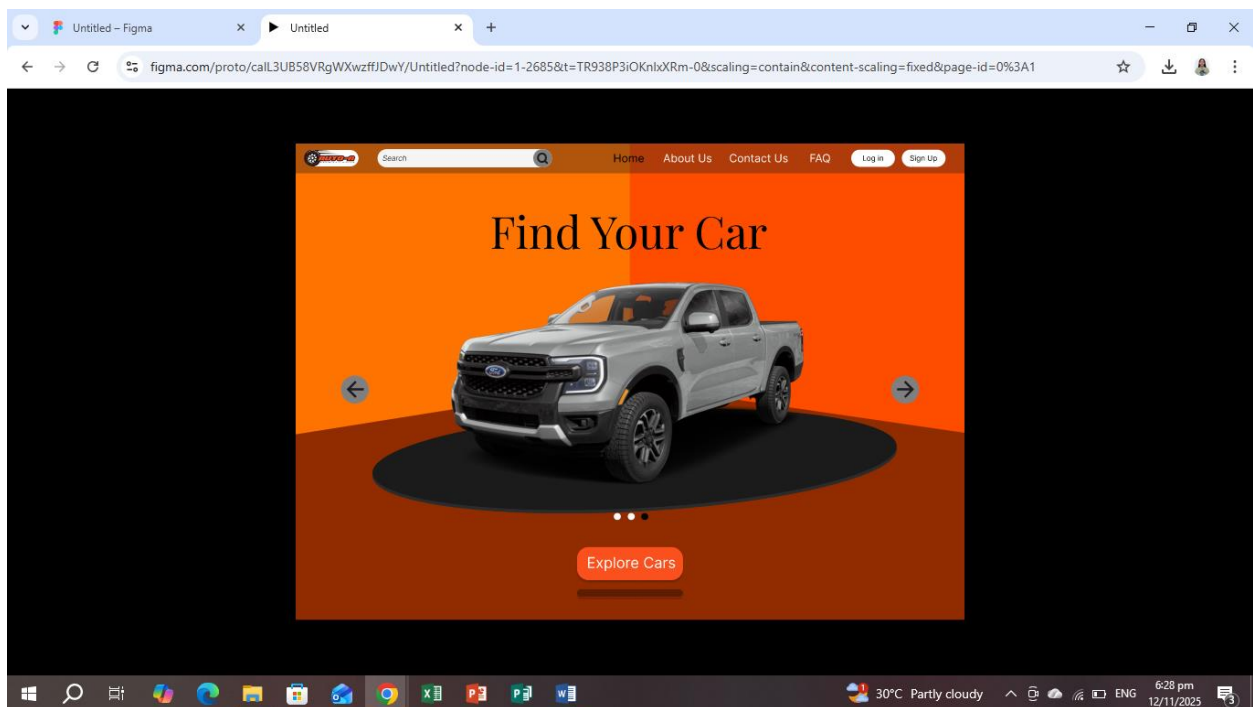 Untitled – Figma
Untitled
figma.com/proto/calL3UB58VRgWXwzffJDwY/Untitled?node-id=1-2685&t=TR938P3iOKnlxXRm-0&scaling=contain&content-scaling=fixed&page-id=0%3A1
Search Home About Us Contact Us FAQ Log in Sign Up
Find Your Car
Explore Cars
30°C Partly cloudy ENG 6:28 pm
12/11/2025